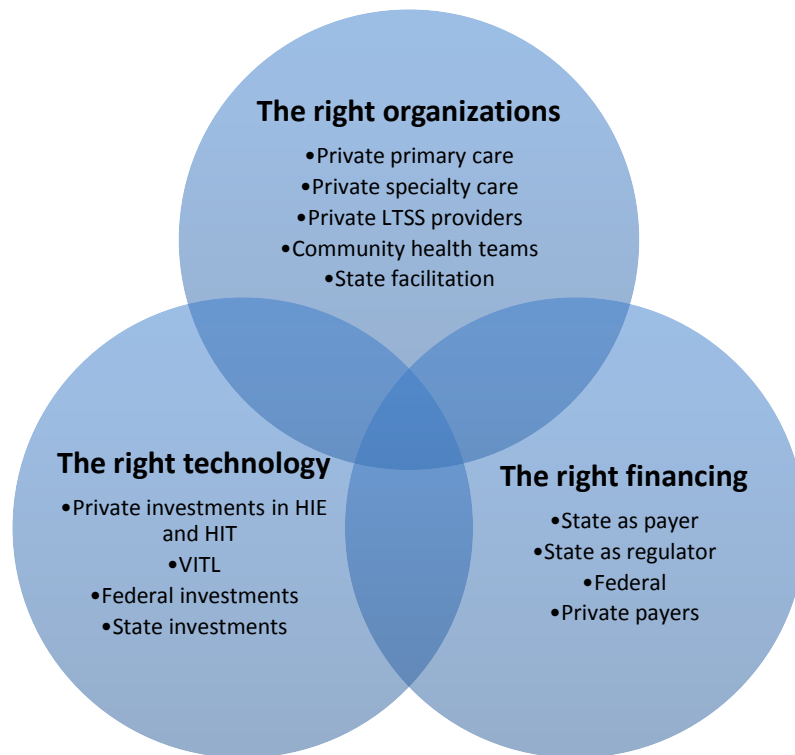 The right organizations
•Private primary care
•Private specialty care
•Private LTSS providers
•Community health teams
•State facilitation
The right technology
•Private investments in HIE
and HIT
•VITL
•Federal investments
•State investments
The right financing
•State as payer
•State as regulator
•Federal
•Private payers